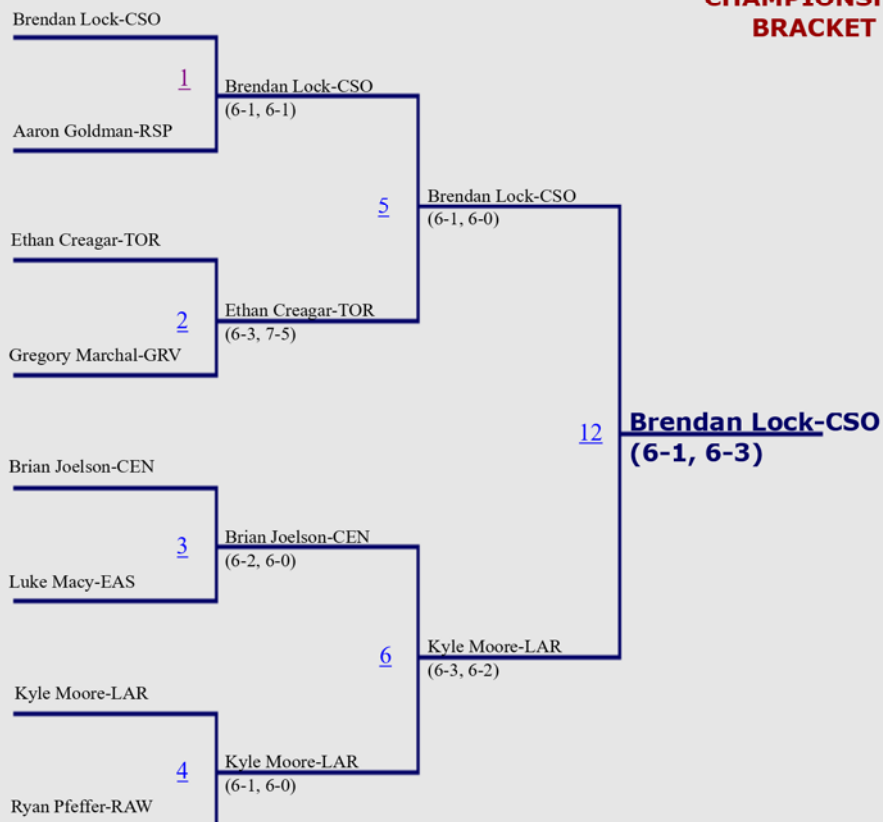 CHAMPIONSHI
BRACKET
Brendan Lock-CSO
1
Brendan Lock-CSO
(6-1, 6-1)
Aaron Goldman-RSP
5
Brendan Lock-CSO
(6-1, 6-0)
Ethan Creagar-TOR
2
Ethan Creagar-TOR
(6-3, 7-5)
Gregory Marchal-GRV
12
Brendan Lock-CSO
(6-1, 6-3)
Brian Joelson-CEN
3
Brian Joelson-CEN
(6-2, 6-0)
Luke Macy-EAS
6
Kyle Moore-LAR
(6-3, 6-2)
Kyle Moore-LAR
4
Kyle Moore-LAR
(6-1, 6-0)
Ryan Pfeffer-RAW